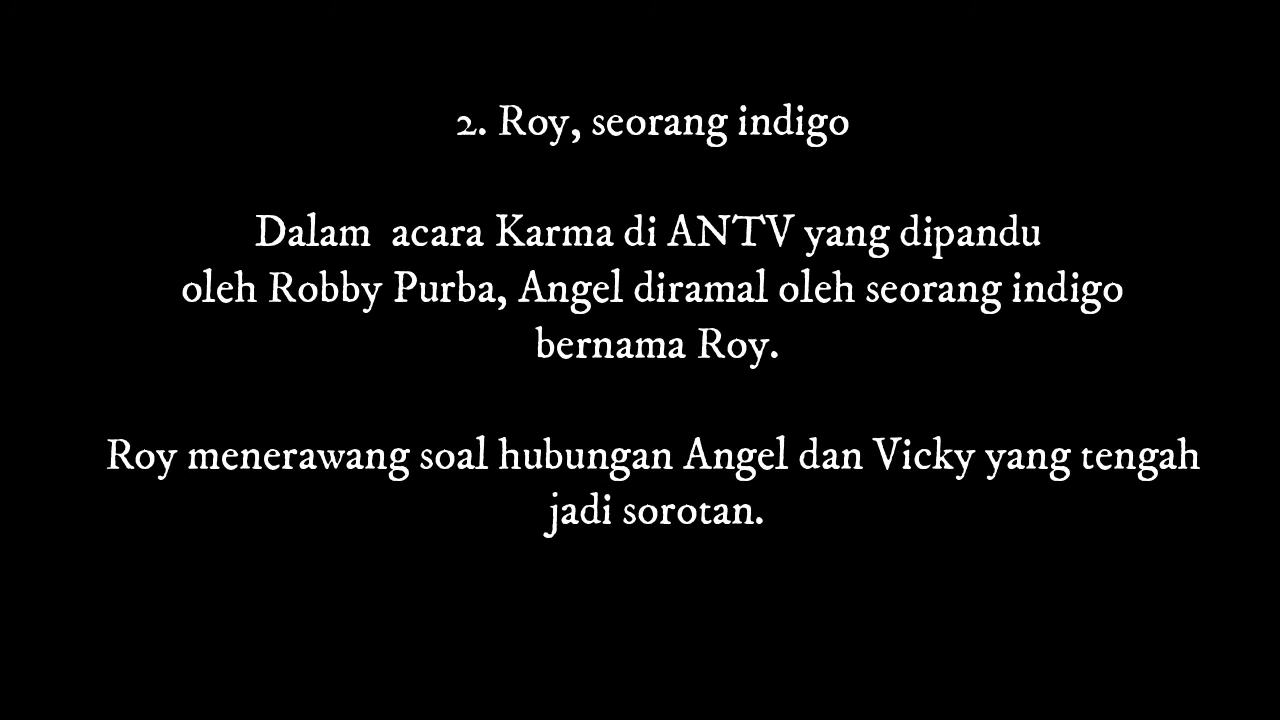 2. Roy, seorang indigo
Dalam  acara Karma di ANTV yang dipandu
oleh Robby Purba, Angel diramal oleh seorang indigo
bernama Roy.
Roy menerawang soal hubungan Angel dan Vicky yang tengah
jadi sorotan.